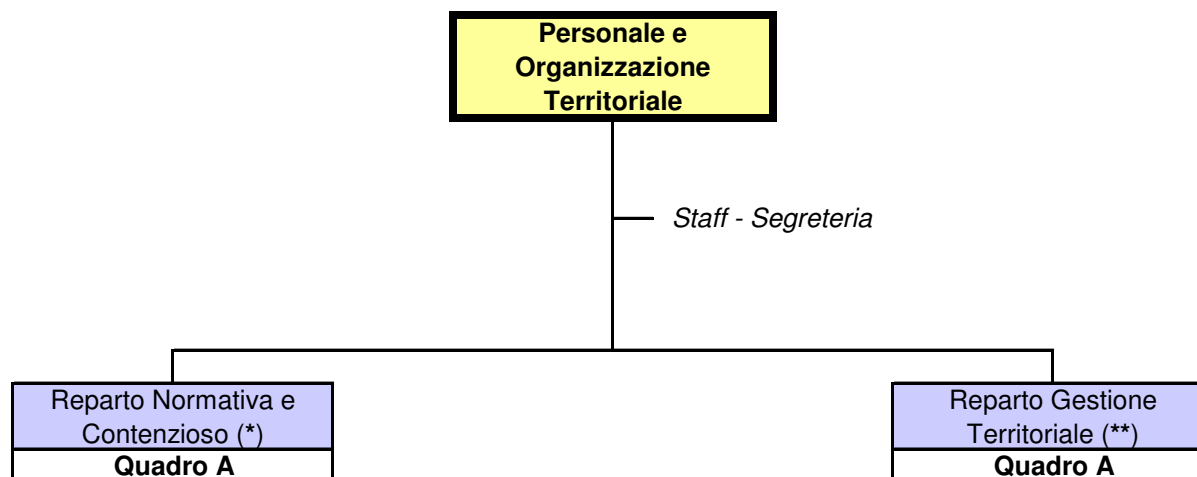 Personale e
Organizzazione
Territoriale
Staff - Segreteria
Reparto Normativa e
Contenzioso (*)
Quadro A
Reparto Gestione
Territoriale (**)
Quadro A